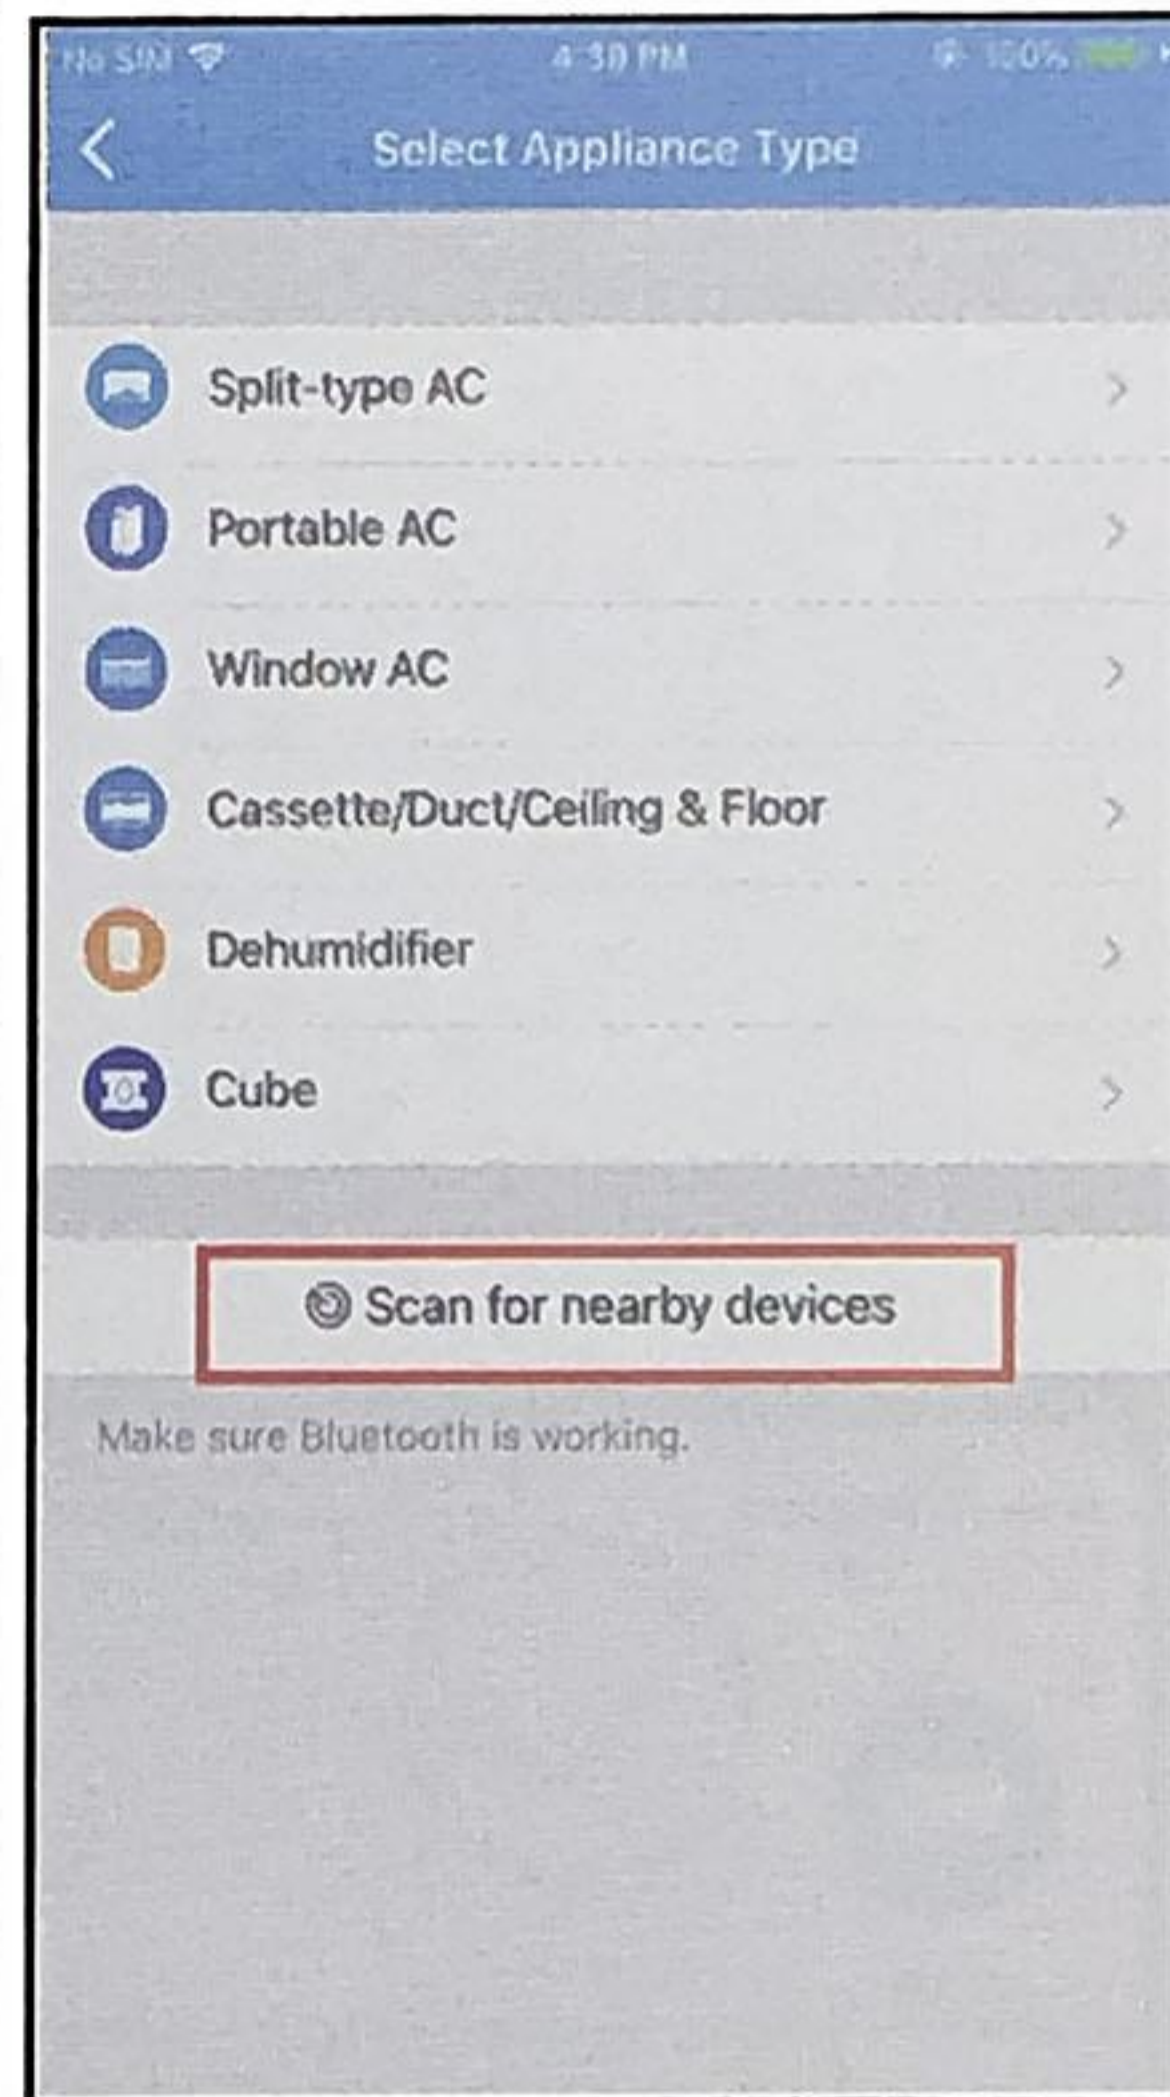 No SIM 4:30 PM 100%
Select Appliance Type
Split-type AC
Portable AC
Window AC
Cassette/Duct/Ceiling & Floor
Dehumidifier
Cube
Scan for nearby devices
Make sure Bluetooth is working.